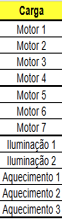 Carga
Motor 1
Motor 2
Motor 3
Motor 4
Motor 5
Motor 6
Motor 7
Iluminação 1
Iluminação 2
Aquecimento 1
Aquecimento 2
Aquecimento 3